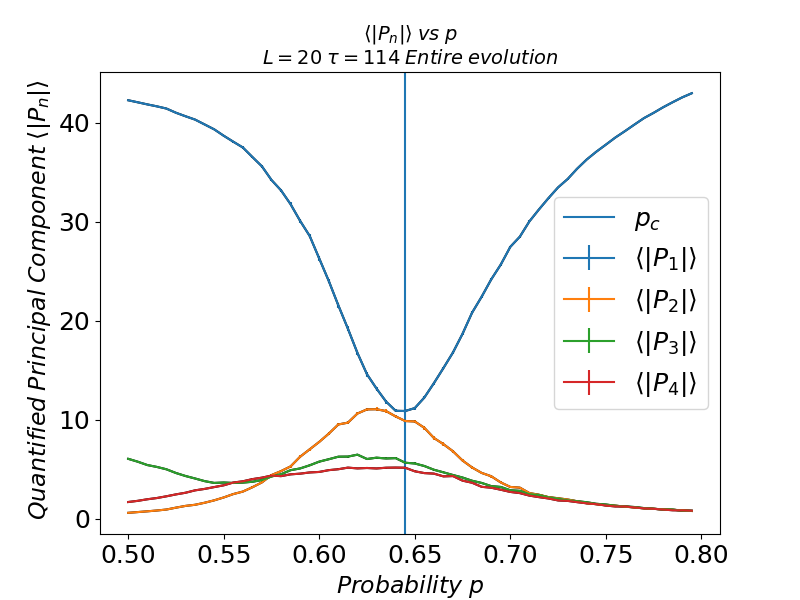 ⟨|Pₙ|⟩ vs p
L = 20 τ = 114 Entire evolution
Quantified Principal Component ⟨|Pₙ|⟩
40
30
20
10
0
p_c
⟨|P₁|⟩
⟨|P₂|⟩
⟨|P₃|⟩
⟨|P₄|⟩
0.50 0.55 0.60 0.65 0.70 0.75 0.80
Probability p